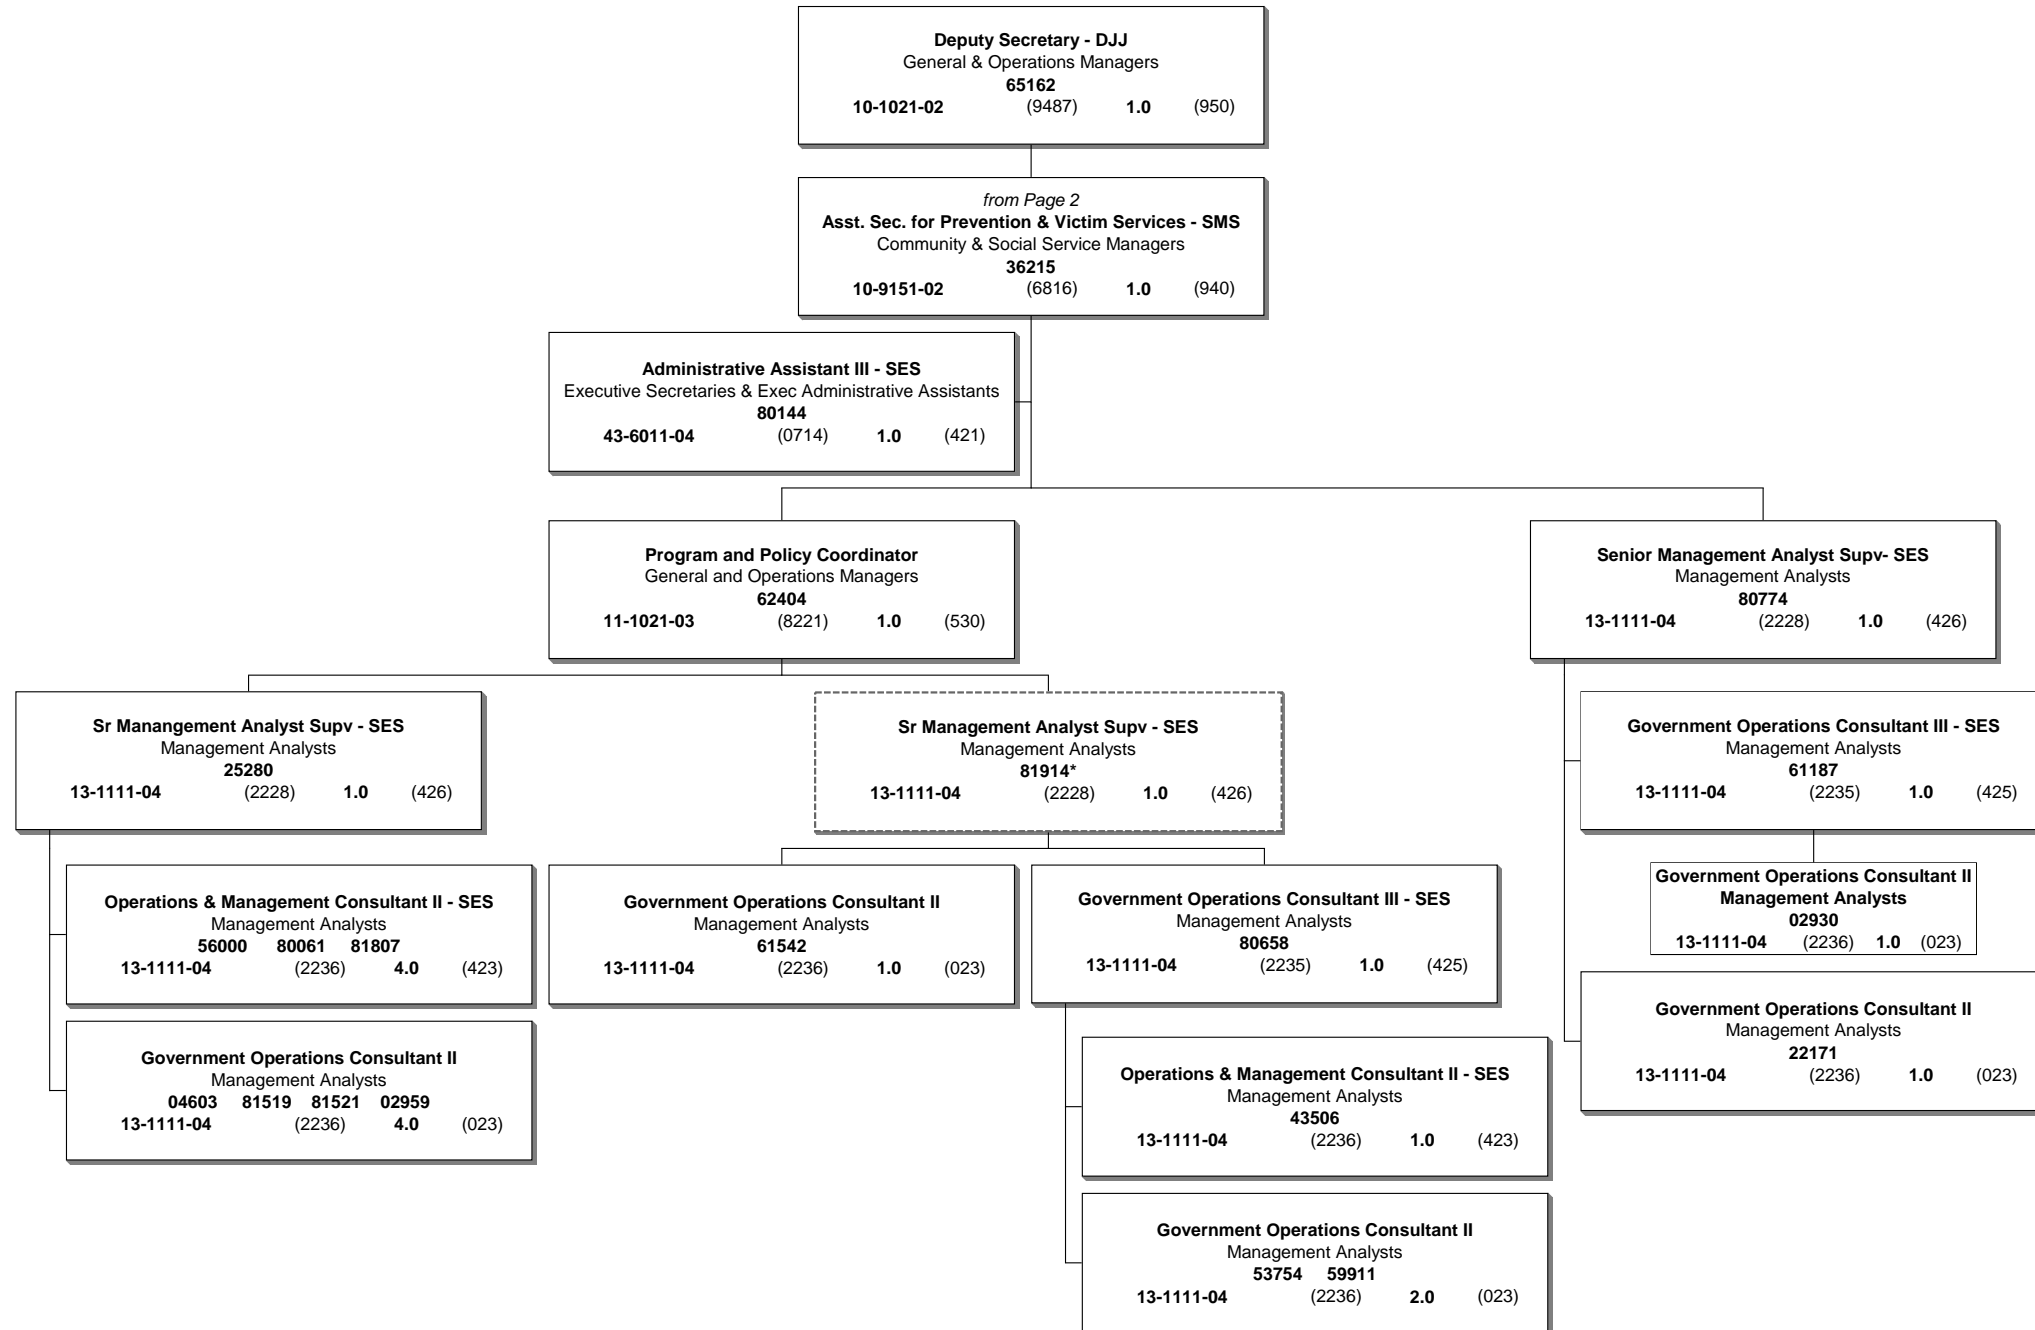 Deputy Secretary - DJJ
General & Operations Managers
65162
10-1021-02 (9487) 1.0 (950)
from Page 2
Asst. Sec. for Prevention & Victim Services - SMS
Community & Social Service Managers
36215
10-9151-02 (6816) 1.0 (940)
Administrative Assistant III - SES
Executive Secretaries & Exec Administrative Assistants
80144
43-6011-04 (0714) 1.0 (421)
Program and Policy Coordinator
General and Operations Managers
62404
11-1021-03 (8221) 1.0 (530)
Senior Management Analyst Supv- SES
Management Analysts
80774
13-1111-04 (2228) 1.0 (426)
Sr Manangement Analyst Supv - SES
Management Analysts
25280
13-1111-04 (2228) 1.0 (426)
Sr Management Analyst Supv - SES
Management Analysts
81914*
13-1111-04 (2228) 1.0 (426)
Government Operations Consultant III - SES
Management Analysts
61187
13-1111-04 (2235) 1.0 (425)
Operations & Management Consultant II - SES
Management Analysts
56000 80061 81807
13-1111-04 (2236) 4.0 (423)
Government Operations Consultant II
Management Analysts
61542
13-1111-04 (2236) 1.0 (023)
Government Operations Consultant III - SES
Management Analysts
80658
13-1111-04 (2235) 1.0 (425)
Government Operations Consultant II
Management Analysts
02930
13-1111-04 (2236) 1.0 (023)
Government Operations Consultant II
Management Analysts
22171
13-1111-04 (2236) 1.0 (023)
Government Operations Consultant II
Management Analysts
04603 81519 81521 02959
13-1111-04 (2236) 4.0 (023)
Operations & Management Consultant II - SES
Management Analysts
43506
13-1111-04 (2236) 1.0 (423)
Government Operations Consultant II
Management Analysts
53754 59911
13-1111-04 (2236) 2.0 (023)